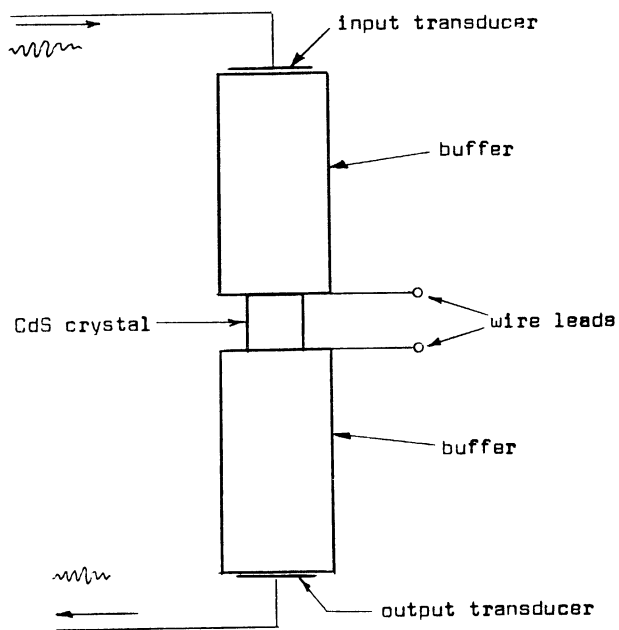 input transducer
buffer
CdS crystal
wire leads
buffer
output transducer